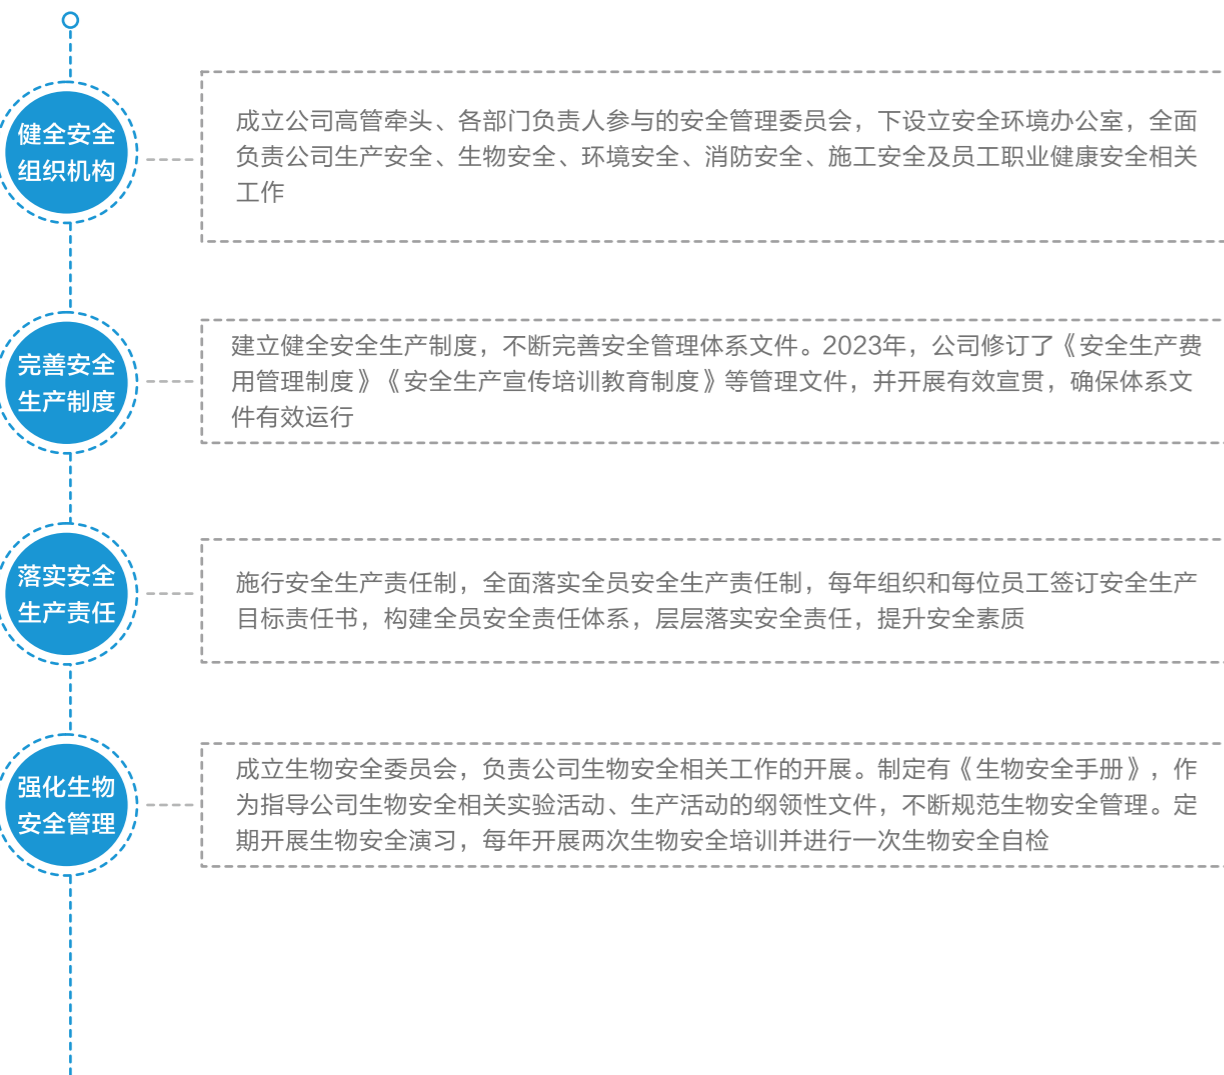 健全安全
组织机构
成立公司高管牵头、各部门负责人参与的安全管理委员会，下设立安全环境办公室，全面
负责公司生产安全、生物安全、环境安全、消防安全、施工安全及员工职业健康安全相关
工作
完善安全
生产制度
建立健全安全生产制度，不断完善安全管理体系文件。2023年，公司修订了《安全生产费
用管理制度》《安全生产宣传培训教育制度》等管理文件，并开展有效宣贯，确保体系文
件有效运行
落实安全
生产责任
施行安全生产责任制，全面落实全员安全生产责任制，每年组织和每位员工签订安全生产
目标责任书，构建全员安全责任体系，层层落实安全责任，提升安全素质
强化生物
安全管理
成立生物安全委员会，负责公司生物安全相关工作的开展。制定有《生物安全手册》，作
为指导公司生物安全相关实验活动、生产活动的纲领性文件，不断规范生物安全管理。定
期开展生物安全演习，每年开展两次生物安全培训并进行一次生物安全自检